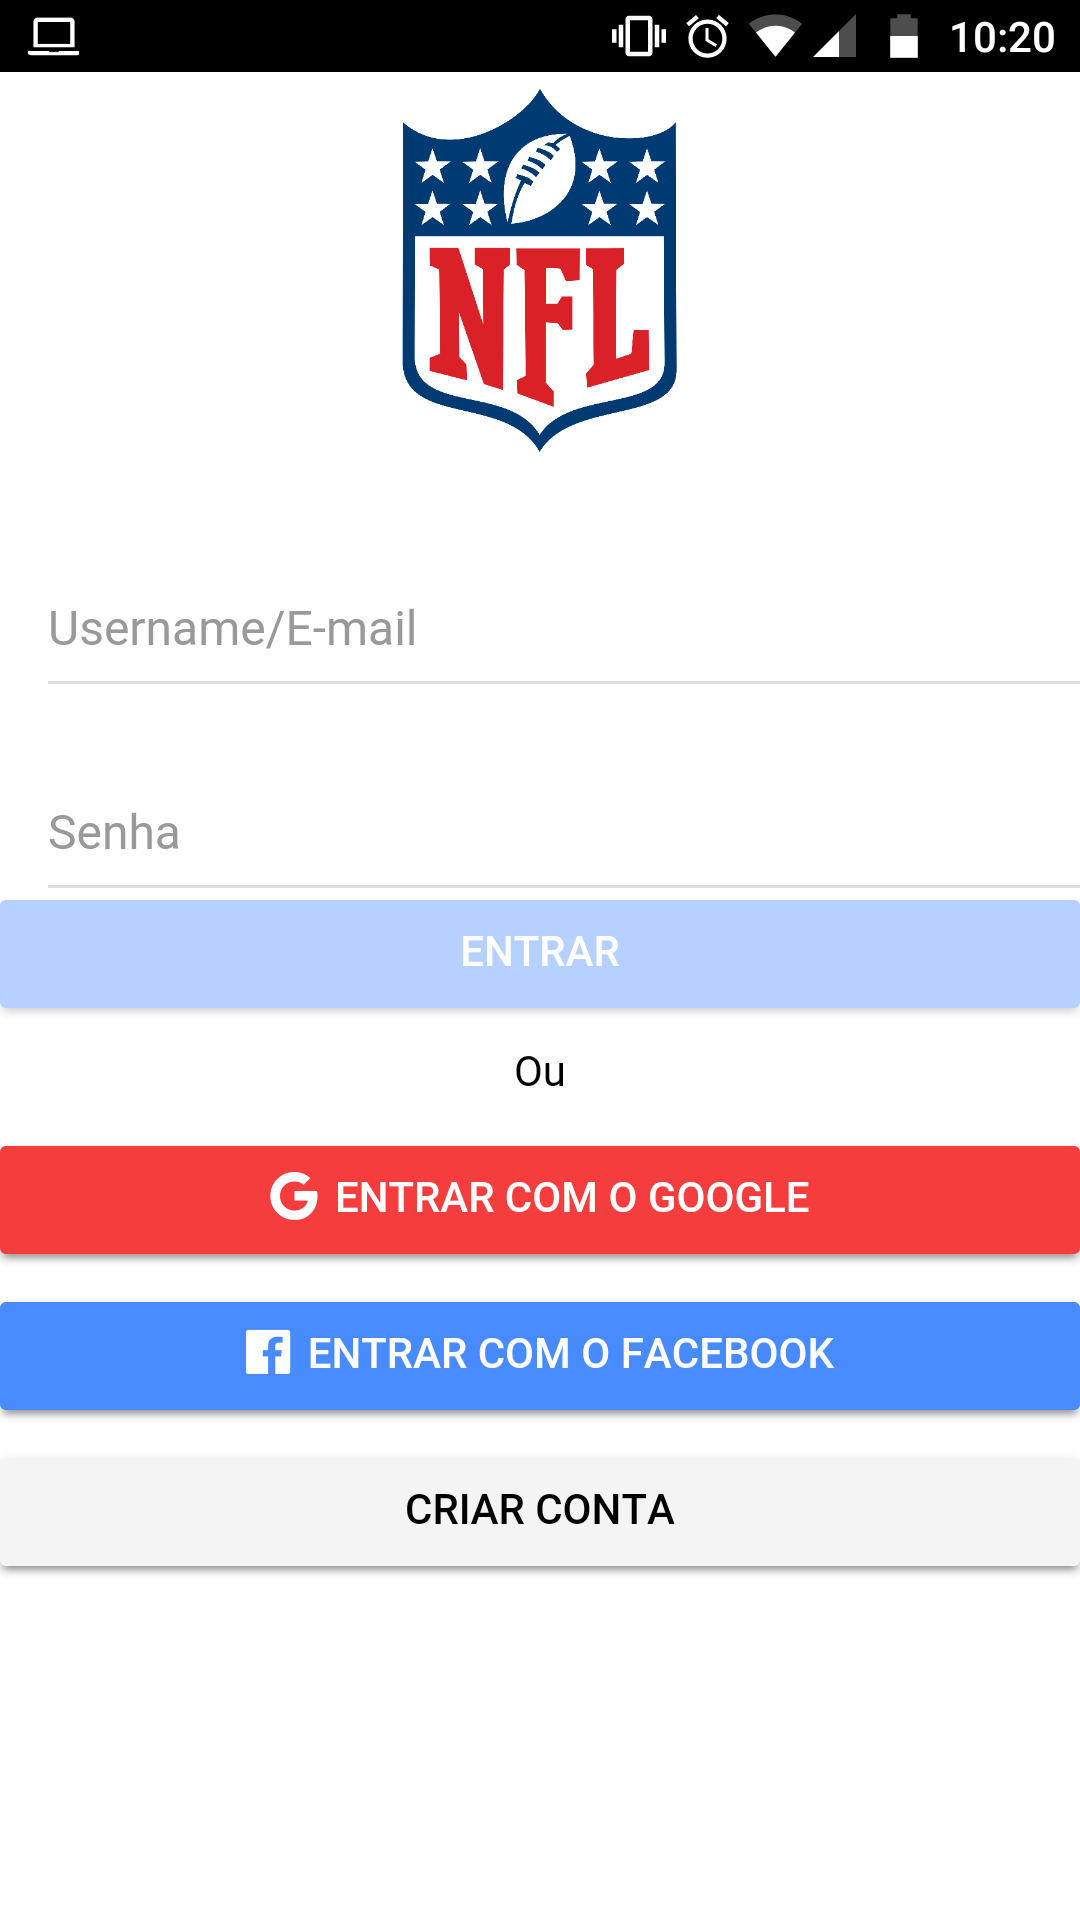 10:20
NFL
Username/E-mail
Senha
ENTRAR
Ou
ENTRAR COM O GOOGLE
ENTRAR COM O FACEBOOK
CRIAR CONTA